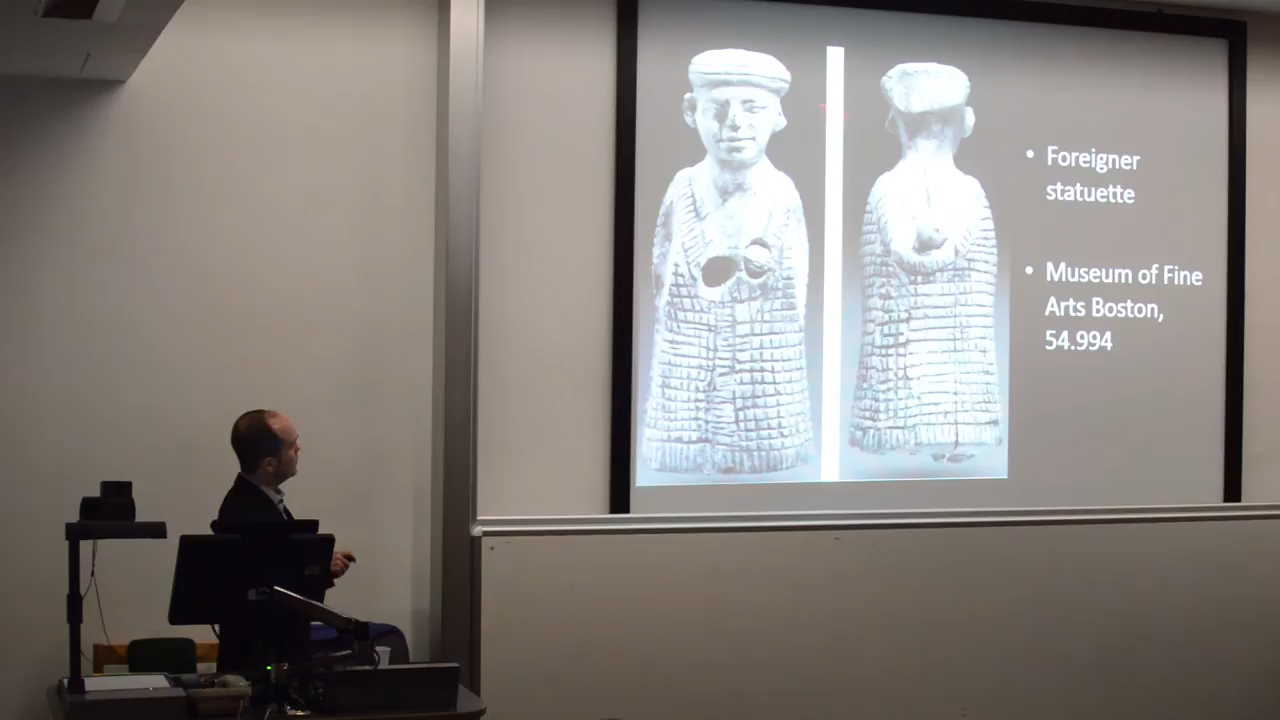 • Foreigner
statuette
• Museum of Fine
Arts Boston,
54.994